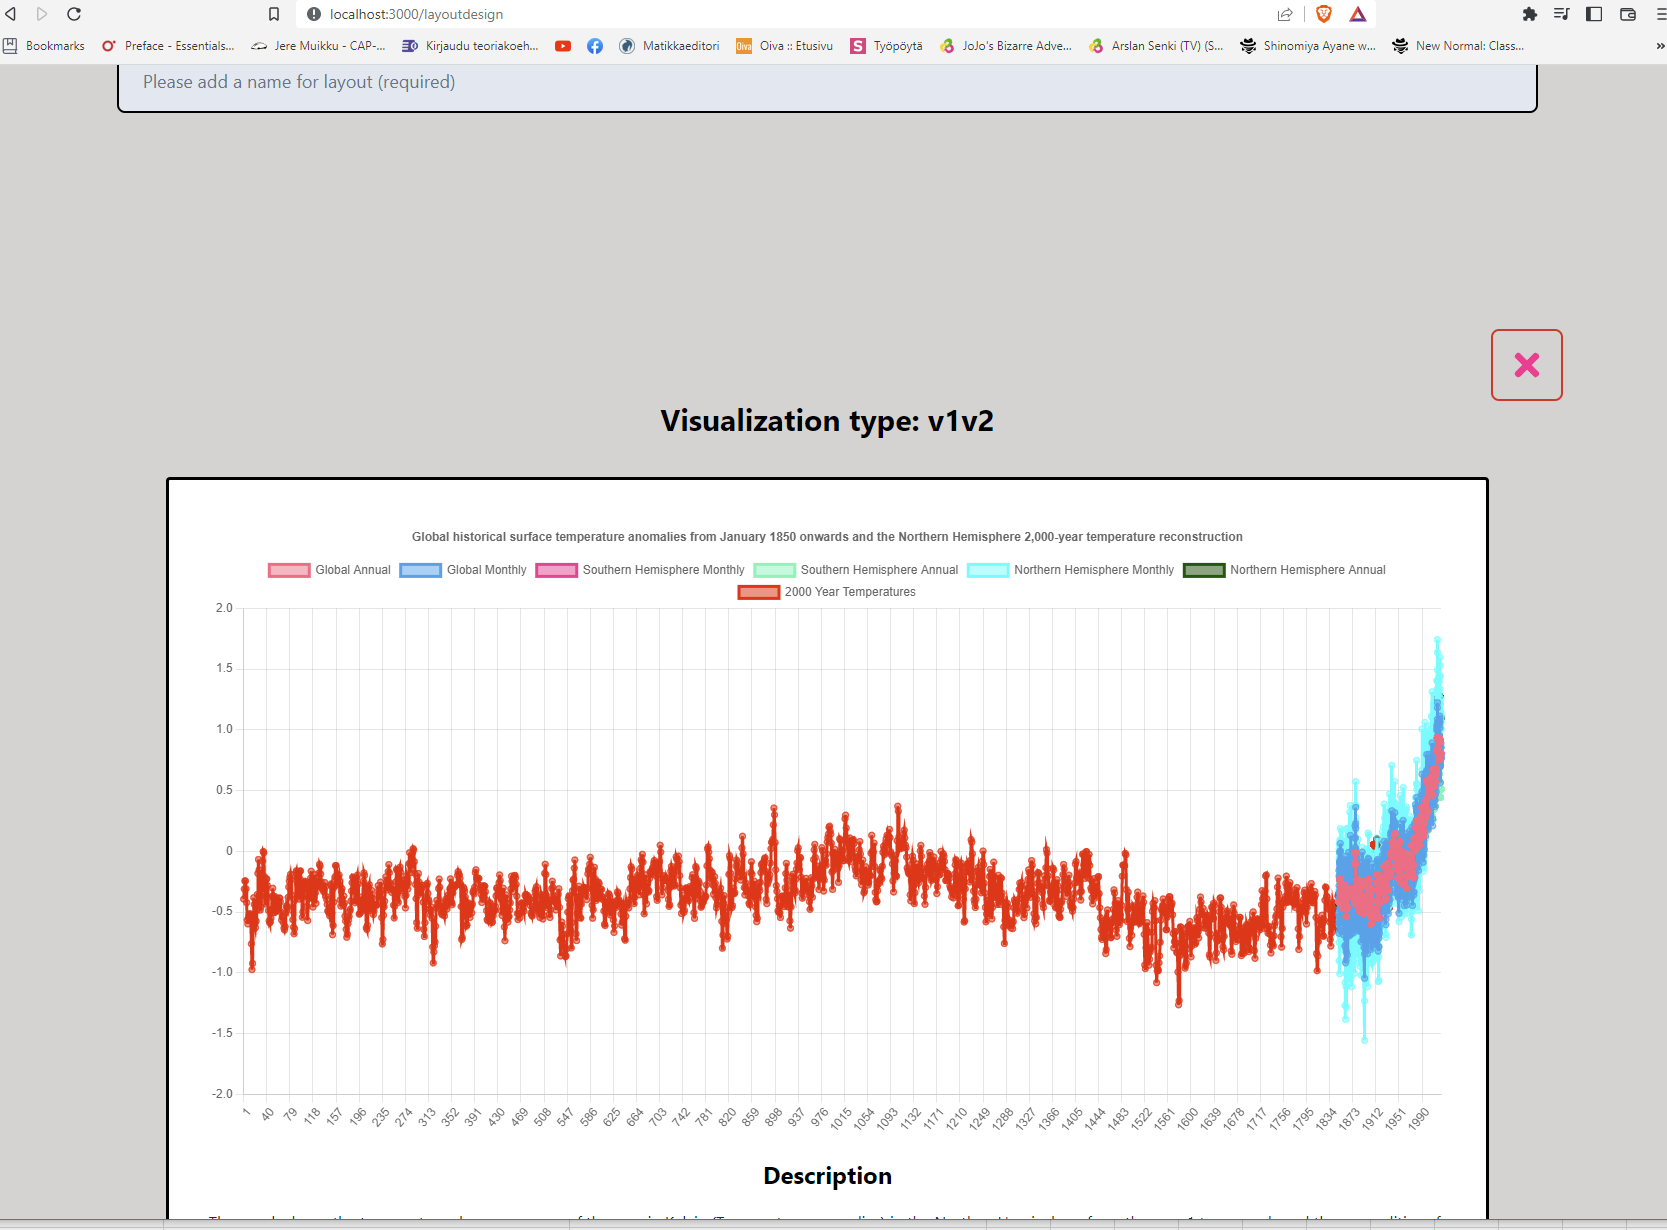 localhost:3000/layoutdesign
Bookmarks Preface - Essentials... Jere Muikku - CAP-... Kirjaudu teoriakoeh... Matikkaeditori Oiva Oiva :: Etusivu S Työpöytä JoJo's Bizarre Adve... Arslan Senki (TV) (S... Shinomiya Ayane w... New Normal: Class... »
Please add a name for layout (required)
Visualization type: v1v2
Global historical surface temperature anomalies from January 1850 onwards and the Northern Hemisphere 2,000-year temperature reconstruction
Global Annual Global Monthly Southern Hemisphere Monthly Southern Hemisphere Annual Northern Hemisphere Monthly Northern Hemisphere Annual
2000 Year Temperatures
2.0
1.5
1.0
0.5
0
-0.5
-1.0
-1.5
-2.0
1 40 79 118 157 196 235 274 313 352 391 430 469 508 547 586 625 664 703 742 781 820 859 898 937 976 1015 1054 1093 1132 1171 1210 1249 1288 1327 1366 1405 1444 1483 1522 1561 1600 1639 1678 1717 1756 1795 1834 1873 1912 1951 1990
Description